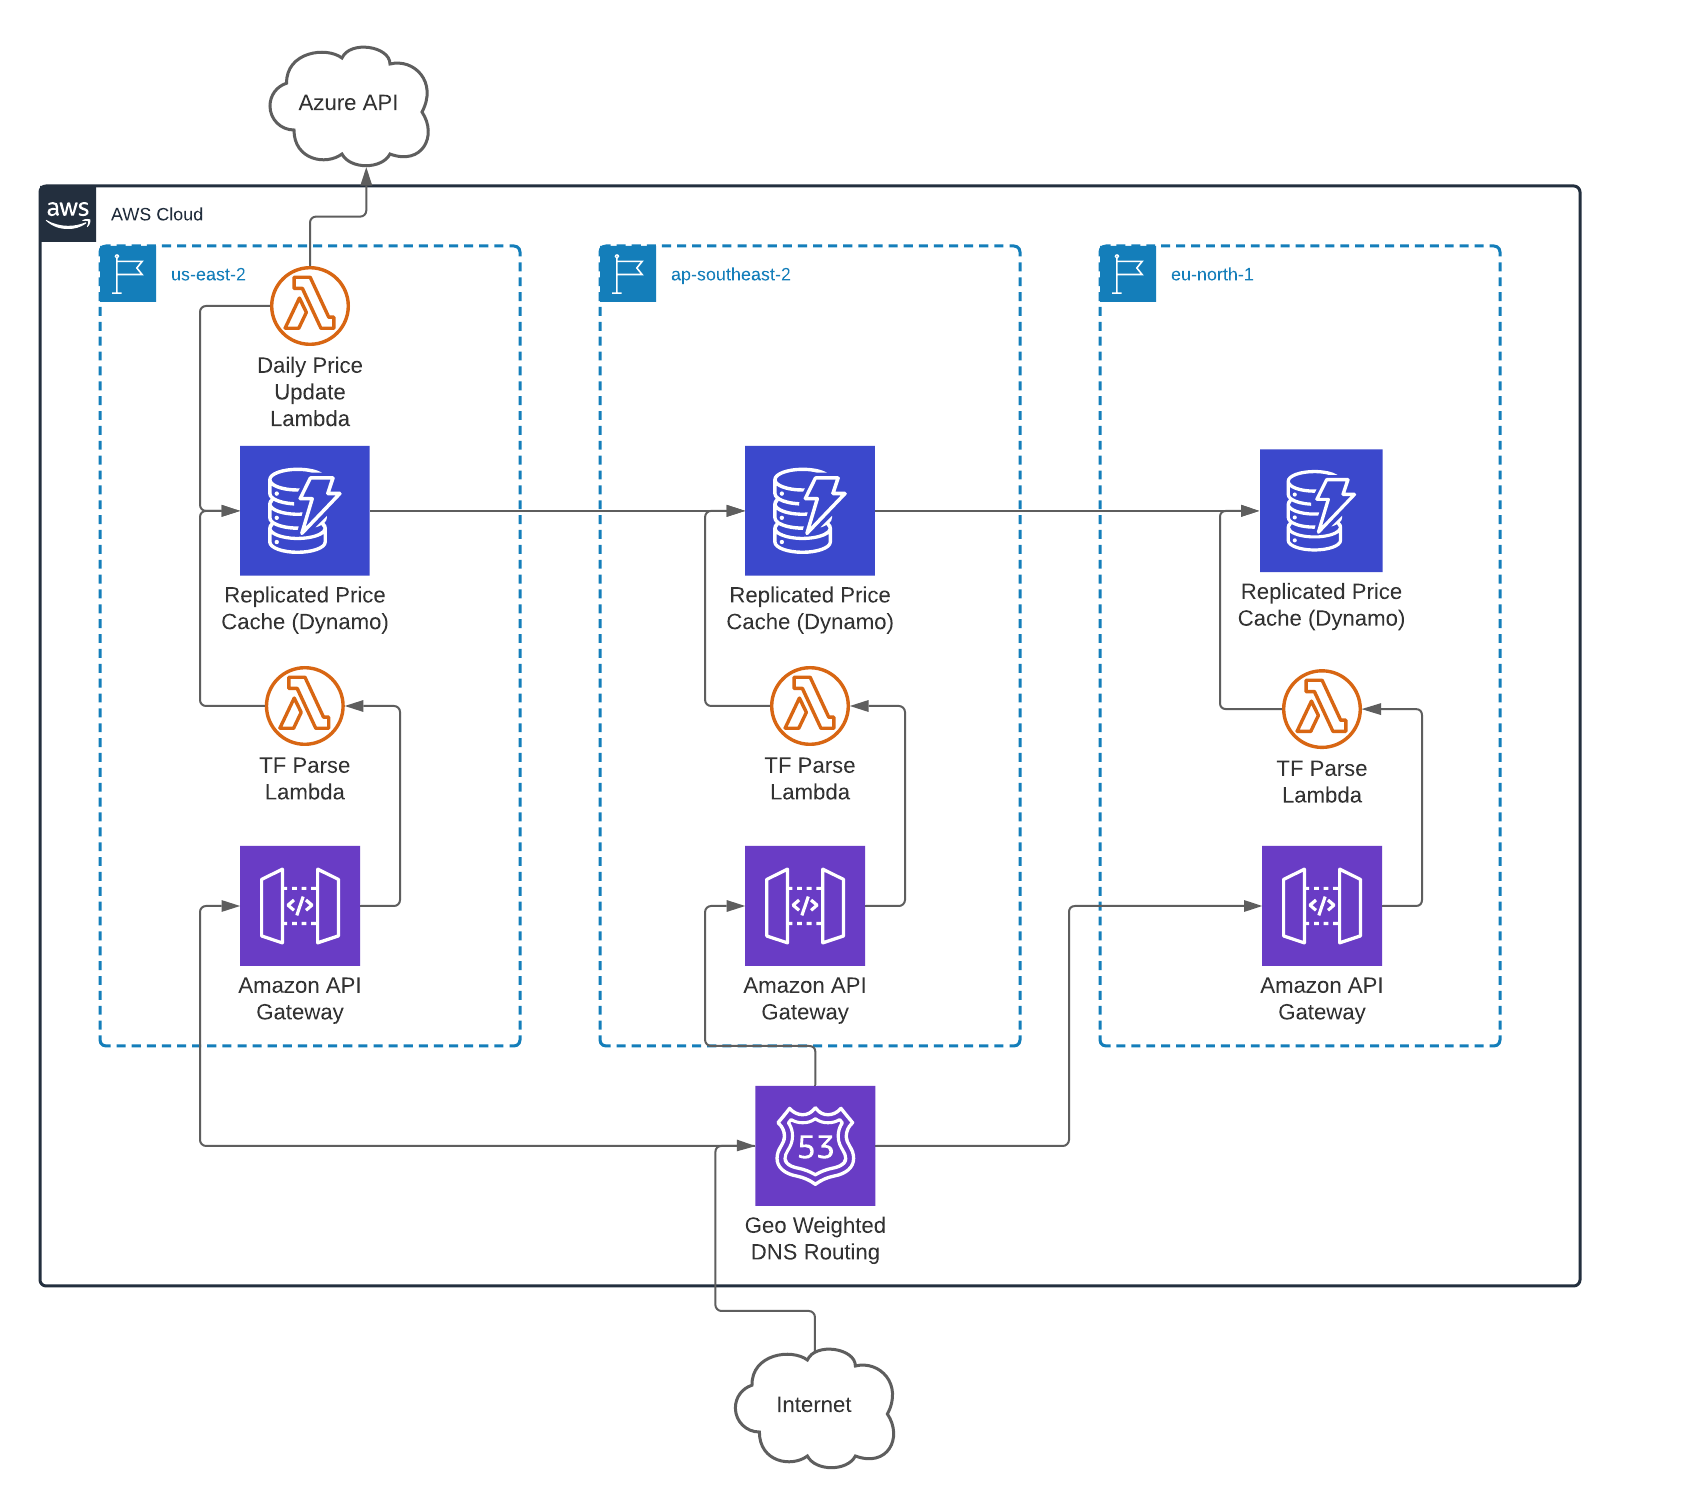 Azure API
aws
AWS Cloud
us-east-2
ap-southeast-2
eu-north-1
Daily Price
Update
Lambda
Replicated Price
Cache (Dynamo)
Replicated Price
Cache (Dynamo)
Replicated Price
Cache (Dynamo)
TF Parse
Lambda
TF Parse
Lambda
TF Parse
Lambda
</>
</>
</>
Amazon API
Gateway
Amazon API
Gateway
Amazon API
Gateway
53
Geo Weighted
DNS Routing
Internet